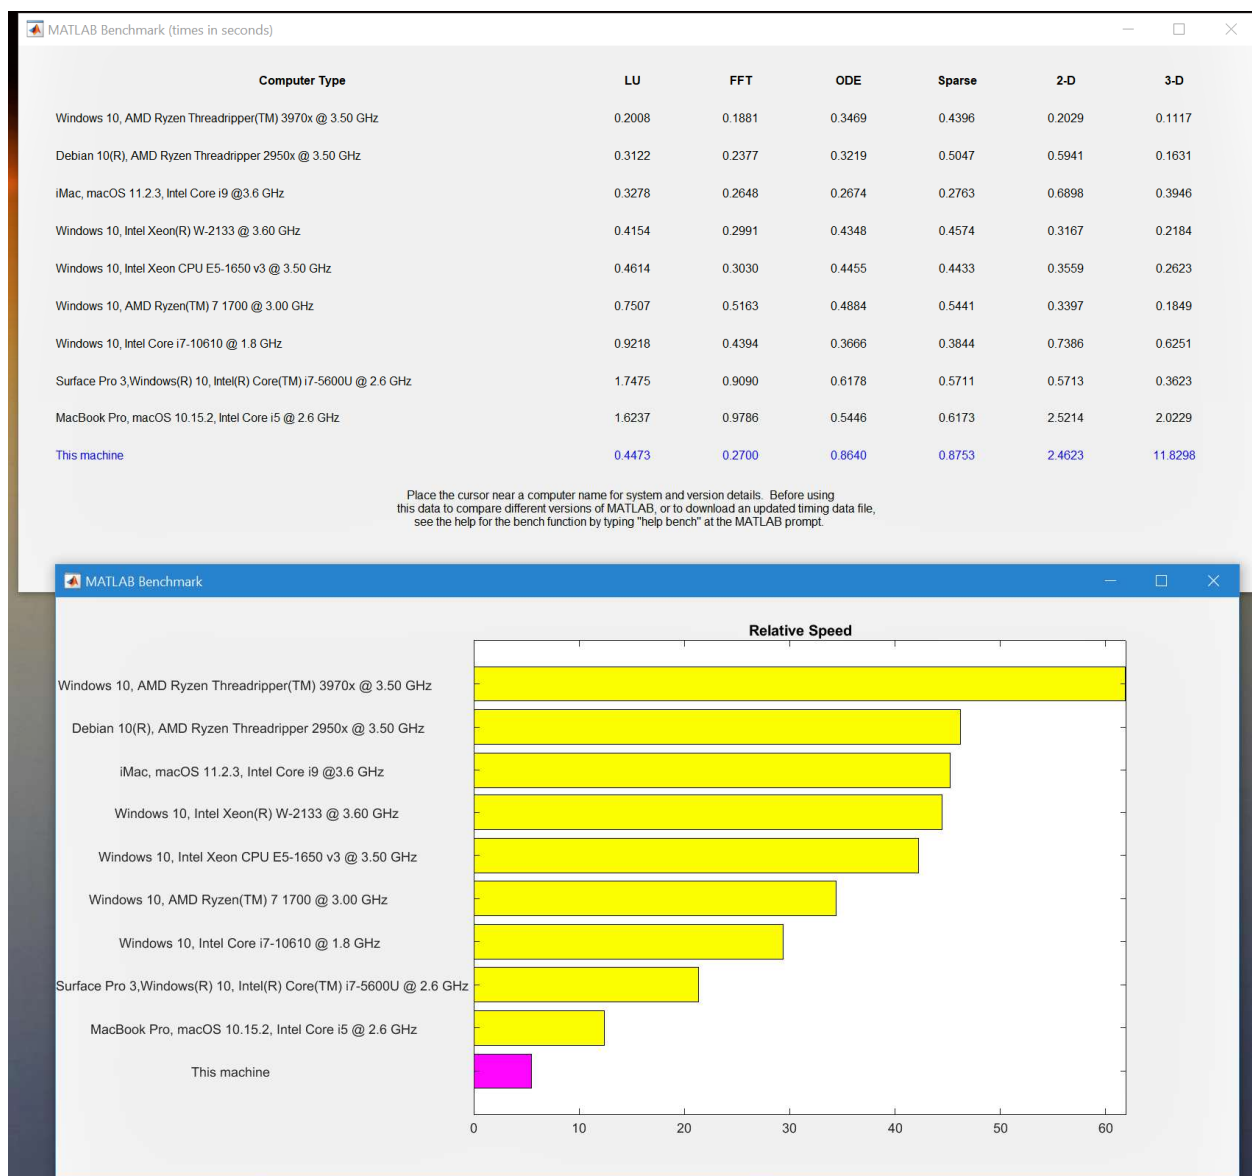 MATLAB Benchmark (times in seconds)
Computer Type LU FFT ODE Sparse 2-D 3-D
Windows 10, AMD Ryzen Threadripper(TM) 3970x @ 3.50 GHz 0.2008 0.1881 0.3469 0.4396 0.2029 0.1117
Debian 10(R), AMD Ryzen Threadripper 2950x @ 3.50 GHz 0.3122 0.2377 0.3219 0.5047 0.5941 0.1631
iMac, macOS 11.2.3, Intel Core i9 @3.6 GHz 0.3278 0.2648 0.2674 0.2763 0.6898 0.3946
Windows 10, Intel Xeon(R) W-2133 @ 3.60 GHz 0.4154 0.2991 0.4348 0.4574 0.3167 0.2184
Windows 10, Intel Xeon CPU E5-1650 v3 @ 3.50 GHz 0.4614 0.3030 0.4455 0.4433 0.3559 0.2623
Windows 10, AMD Ryzen(TM) 7 1700 @ 3.00 GHz 0.7507 0.5163 0.4884 0.5441 0.3397 0.1849
Windows 10, Intel Core i7-10610 @ 1.8 GHz 0.9218 0.4394 0.3666 0.3844 0.7386 0.6251
Surface Pro 3,Windows(R) 10, Intel(R) Core(TM) i7-5600U @ 2.6 GHz 1.7475 0.9090 0.6178 0.5711 0.5713 0.3623
MacBook Pro, macOS 10.15.2, Intel Core i5 @ 2.6 GHz 1.6237 0.9786 0.5446 0.6173 2.5214 2.0229
This machine 0.4473 0.2700 0.8640 0.8753 2.4623 11.8298
Place the cursor near a computer name for system and version details. Before using
this data to compare different versions of MATLAB, or to download an updated timing data file,
see the help for the bench function by typing "help bench" at the MATLAB prompt.
MATLAB Benchmark
Relative Speed
Windows 10, AMD Ryzen Threadripper(TM) 3970x @ 3.50 GHz
Debian 10(R), AMD Ryzen Threadripper 2950x @ 3.50 GHz
iMac, macOS 11.2.3, Intel Core i9 @3.6 GHz
Windows 10, Intel Xeon(R) W-2133 @ 3.60 GHz
Windows 10, Intel Xeon CPU E5-1650 v3 @ 3.50 GHz
Windows 10, AMD Ryzen(TM) 7 1700 @ 3.00 GHz
Windows 10, Intel Core i7-10610 @ 1.8 GHz
Surface Pro 3,Windows(R) 10, Intel(R) Core(TM) i7-5600U @ 2.6 GHz
MacBook Pro, macOS 10.15.2, Intel Core i5 @ 2.6 GHz
This machine
0 10 20 30 40 50 60